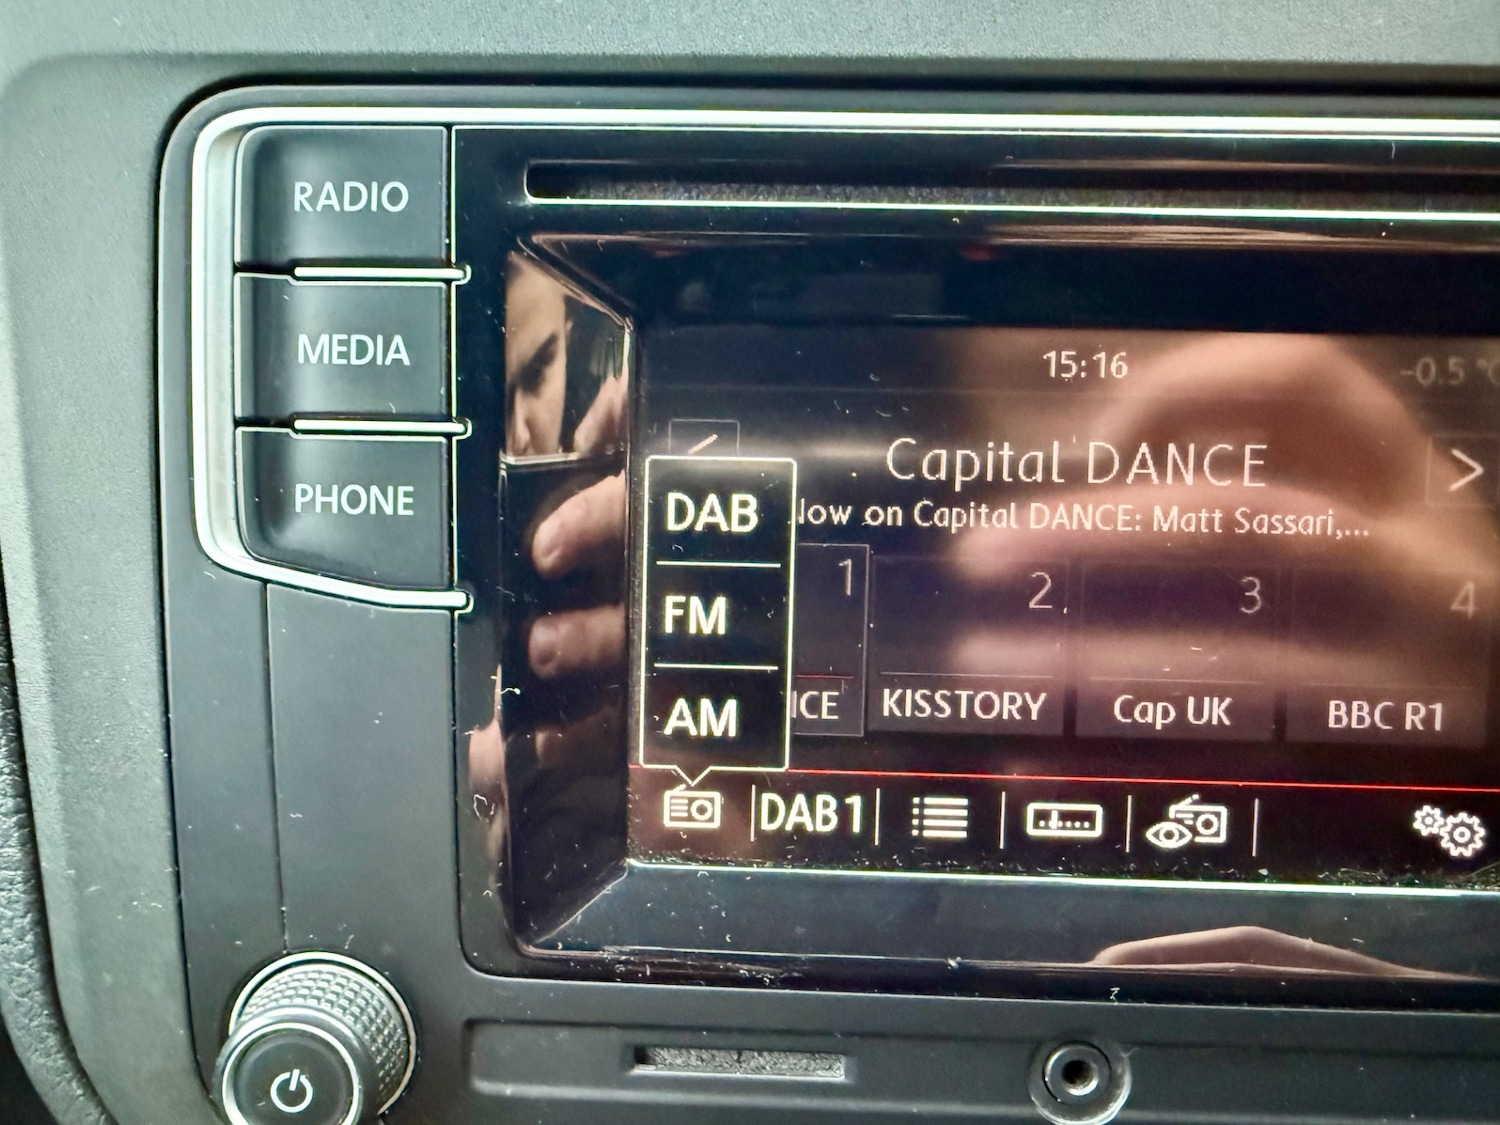 RADIO
MEDIA
PHONE
15:16
-0.5 °
Capital DANCE
Now on Capital DANCE: Matt Sassari,...
DAB
FM
AM
1
2
3
4
ICE
KISSTORY
Cap UK
BBC R1
DAB1